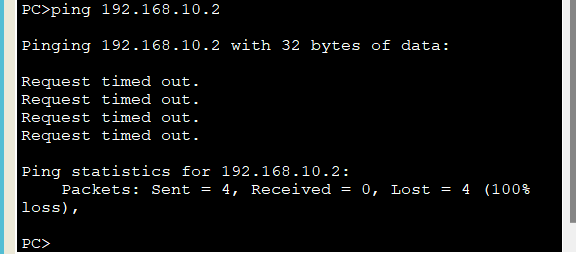 PC>ping 192.168.10.2
Pinging 192.168.10.2 with 32 bytes of data:
Request timed out.
Request timed out.
Request timed out.
Request timed out.
Ping statistics for 192.168.10.2:
    Packets: Sent = 4, Received = 0, Lost = 4 (100%
loss),
PC>